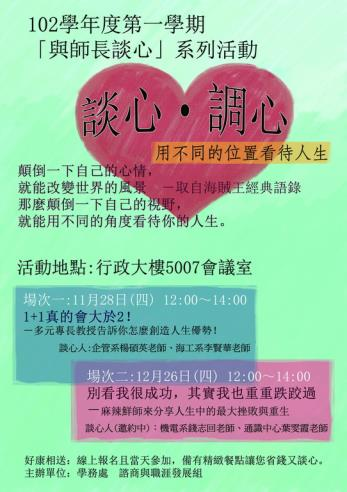 102學年度第一學期
「與師長談心」系列活動
談心・調心
用不同的位置看待人生
顛倒一下自己的心情,
就能改變世界的風景 －取自海賊王經典語錄
那麼顛倒一下自己的視野,
就能用不同的角度看待你的人生。
活動地點:行政大樓5007會議室
場次一:11月28日(四) 12:00～14:00
1+1真的會大於2!
－多元專長教授告訴你怎麼創造人生優勢!
談心人:企管系楊碩英老師、海工系李賢華老師
場次二:12月26日(四) 12:00～14:00
別看我很成功，其實我也重重跌跤過
－麻辣鮮師來分享人生中的最大挫敗與重生
談心人(邀約中)：機電系錢志回老師、通識中心葉雯霞老師
好康相送：線上報名且當天參加，備有精緻餐點讓您省錢又談心。
主辦單位：學務處 諮商與職涯發展組